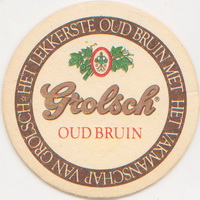 HET LEKKERSTE OUD BRUIN MET HET VAKMANSCHAP VAN GROLSCH
Grolsch
OUD BRUIN